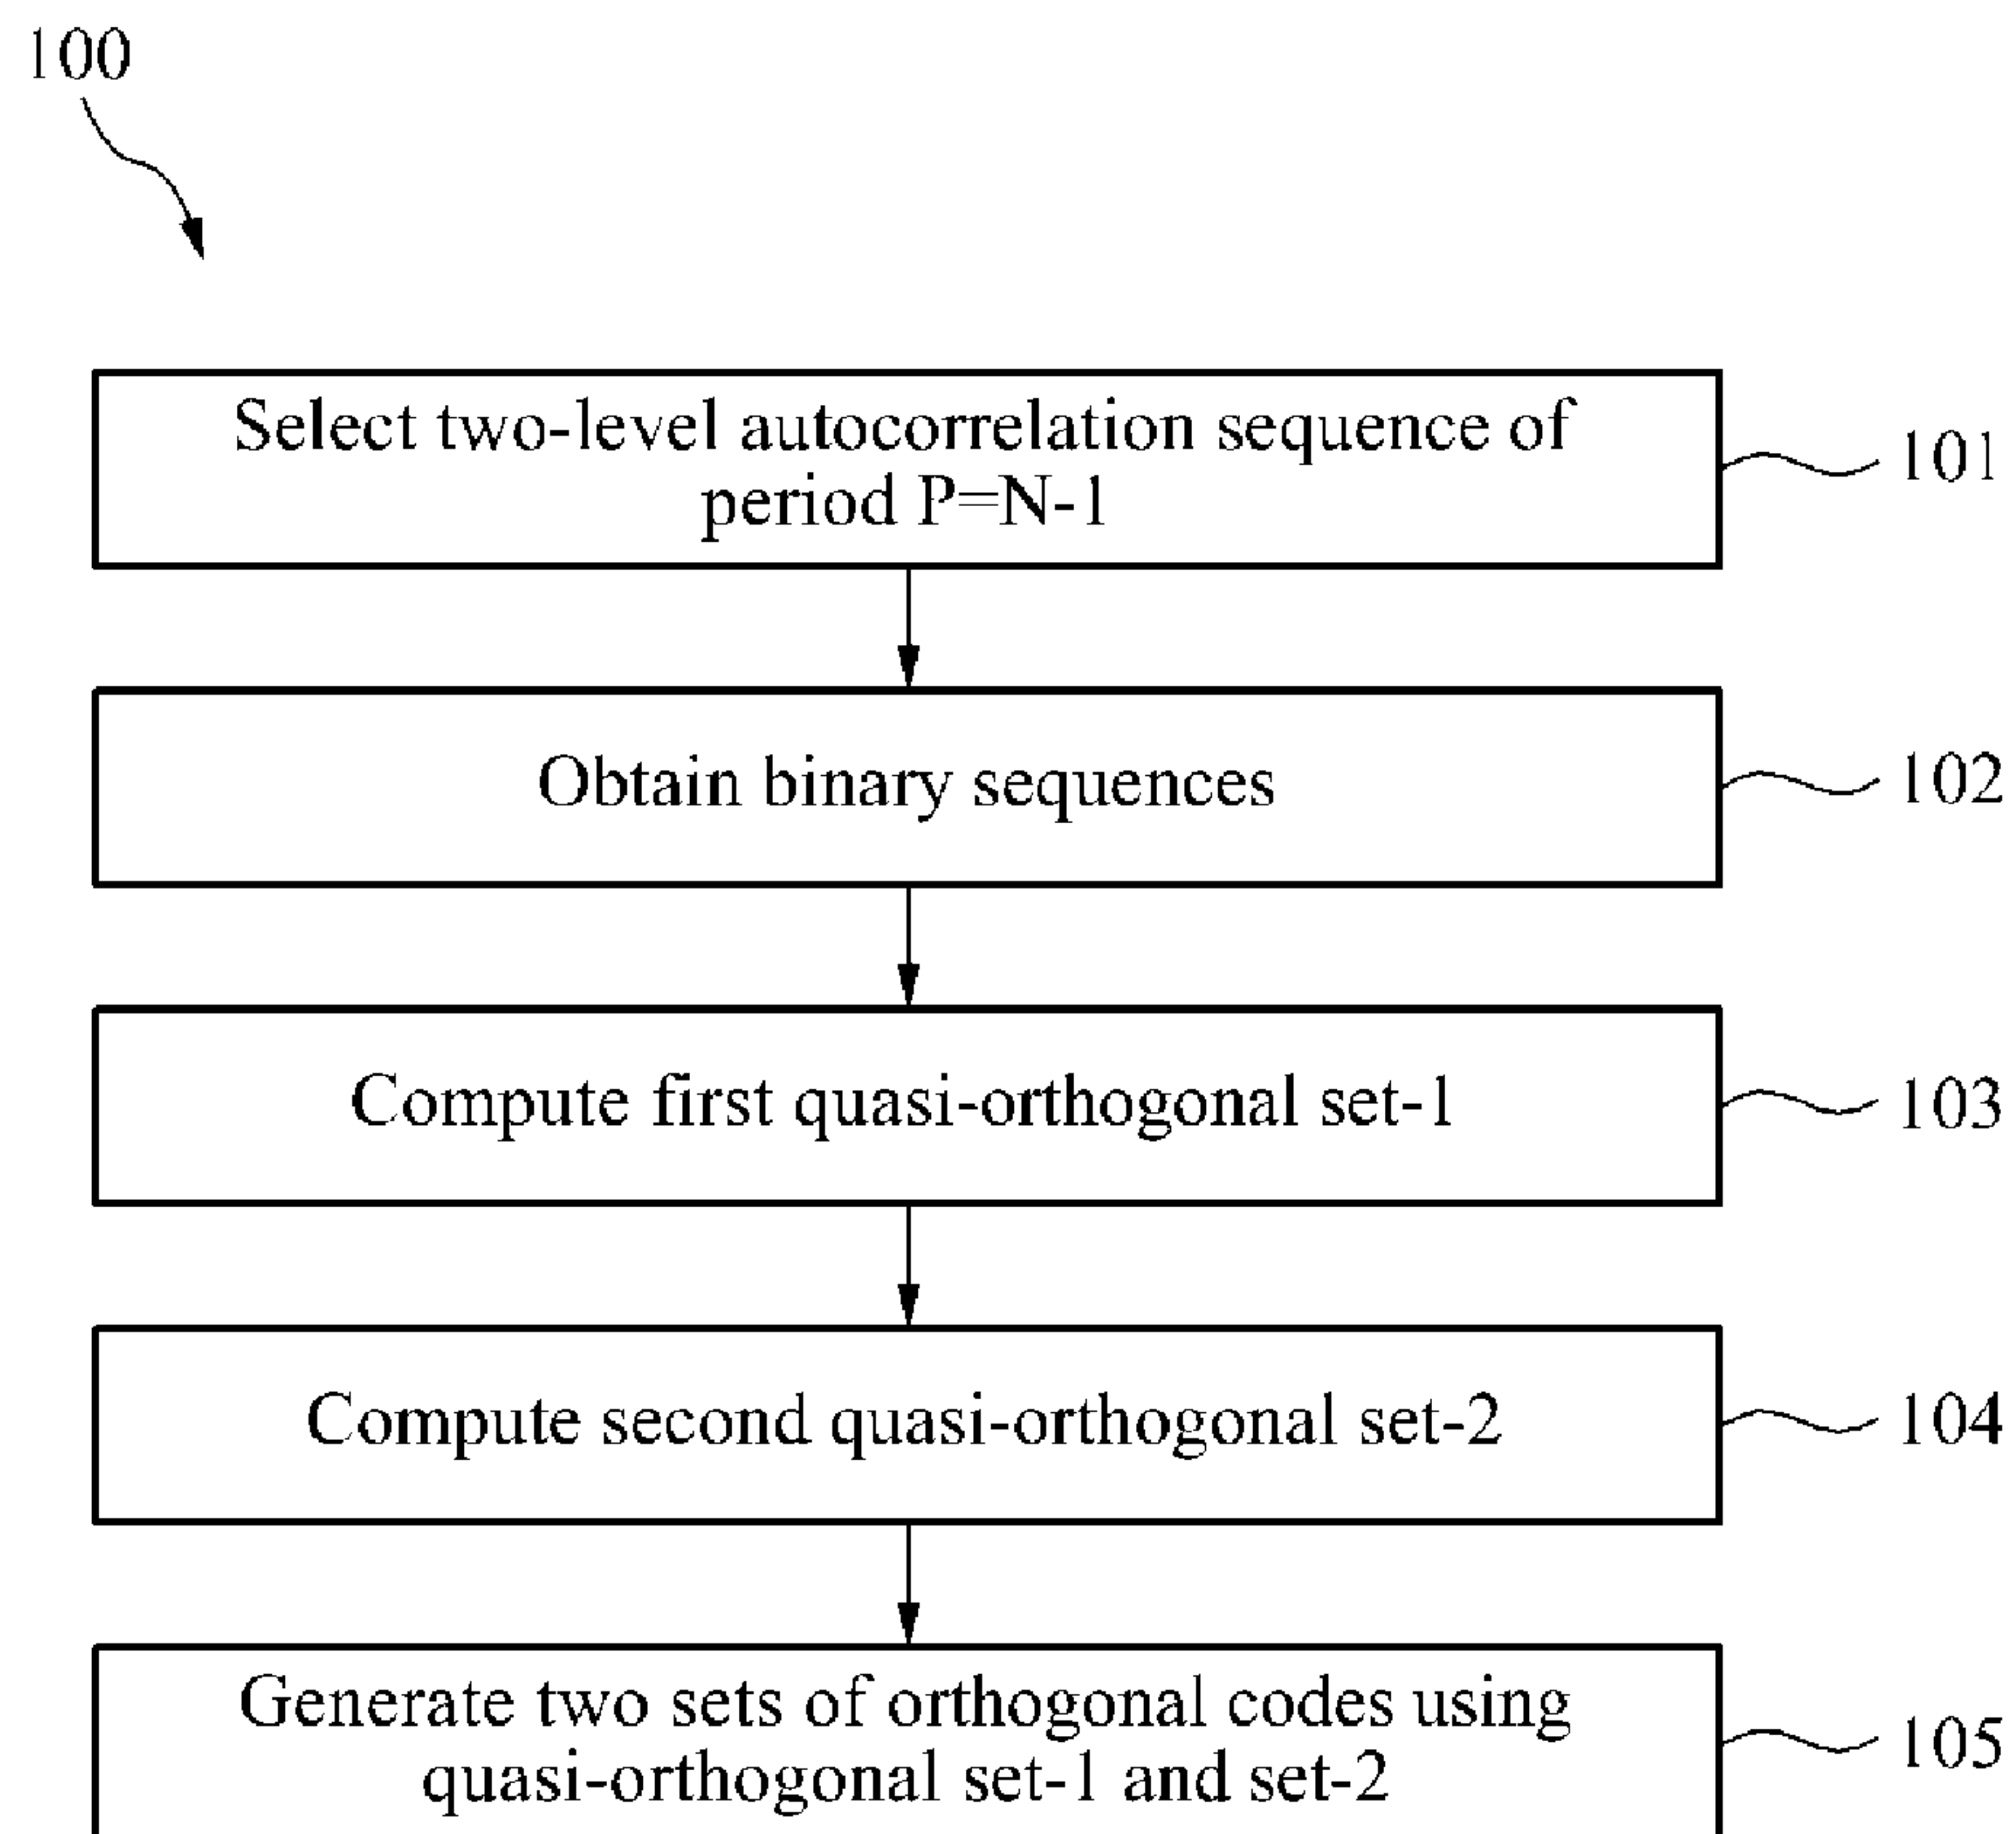 100
Select two-level autocorrelation sequence of
period P=N-1
101
Obtain binary sequences
102
Compute first quasi-orthogonal set-1
103
Compute second quasi-orthogonal set-2
104
Generate two sets of orthogonal codes using
quasi-orthogonal set-1 and set-2
105